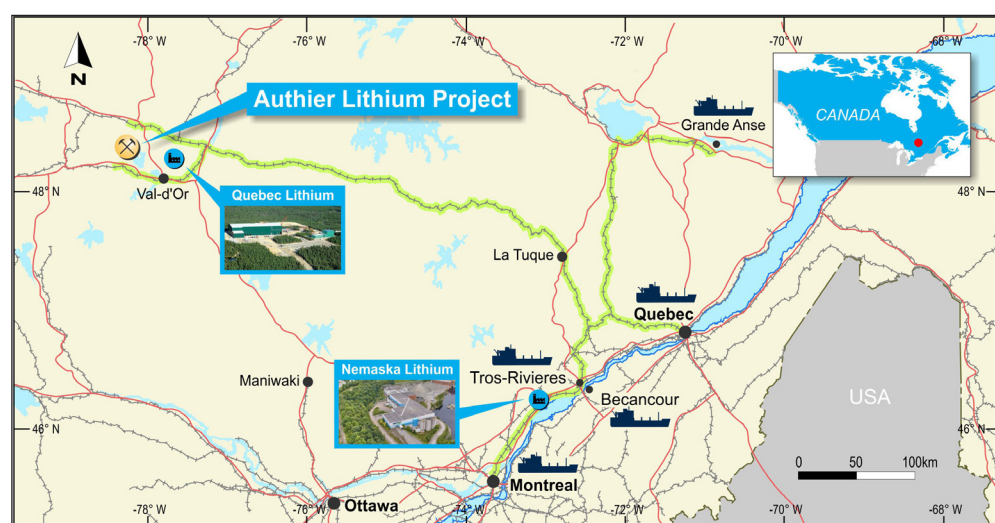 -78° W
-76° W
-74° W
-72° W
-70° W
-68° W
N
Authier Lithium Project
Grande Anse
CANADA
48° N
48° N
Val-d'Or
Quebec Lithium
La Tuque
Quebec
Nemaska Lithium
Tros-Rivieres
Maniwaki
Becancour
USA
46° N
46° N
0 50 100km
Montreal
Ottawa
-78° W
-76° W
-74° W
-72° W
-70° W
-68° W